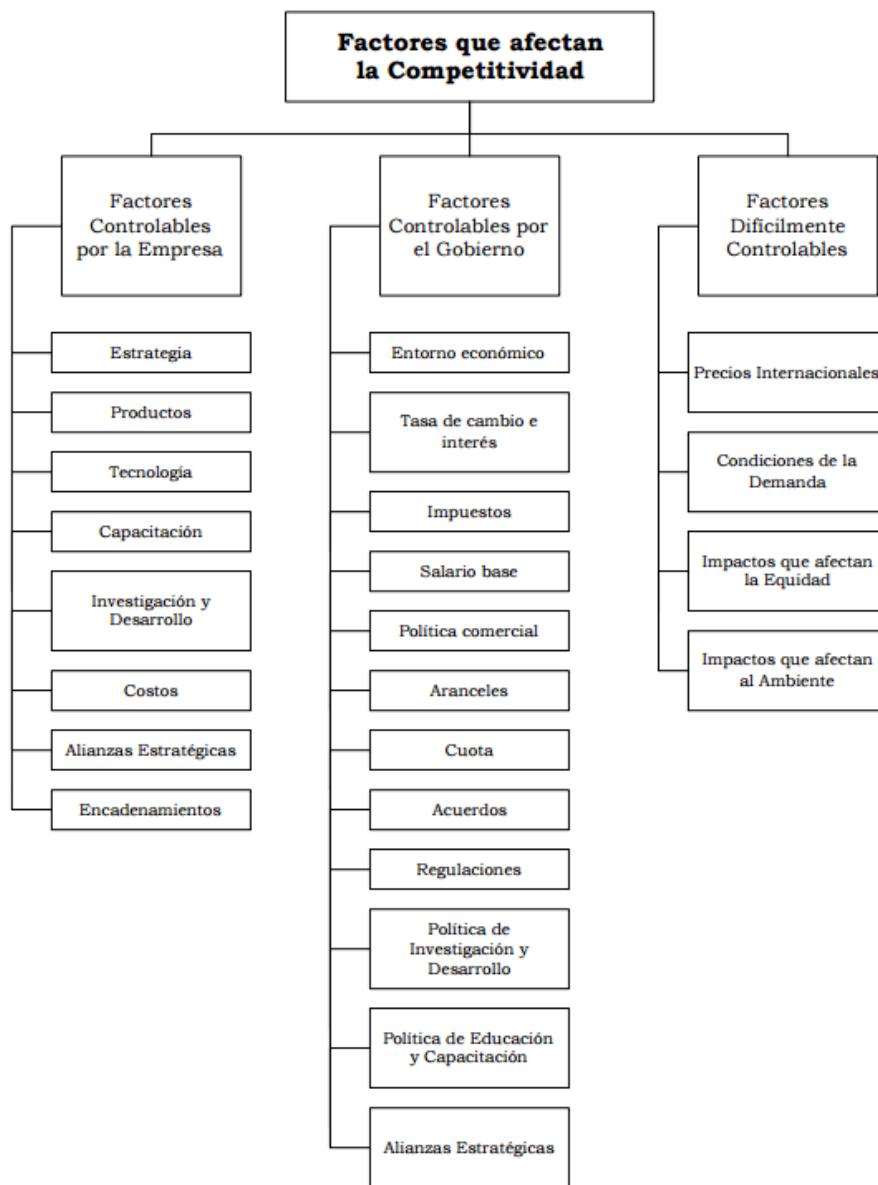 Factores que afectan
la Competitividad
Factores
Controlables
por la Empresa
Estrategia
Productos
Tecnología
Capacitación
Investigación y
Desarrollo
Costos
Alianzas Estratégicas
Encadenamientos
Factores
Controlables por
el Gobierno
Entorno económico
Tasa de cambio e
interés
Impuestos
Salario base
Política comercial
Aranceles
Cuota
Acuerdos
Regulaciones
Política de
Investigación y
Desarrollo
Política de Educación
y Capacitación
Alianzas Estratégicas
Factores
Difícilmente
Controlables
Precios Internacionales
Condiciones de la
Demanda
Impactos que afectan
la Equidad
Impactos que afectan
al Ambiente